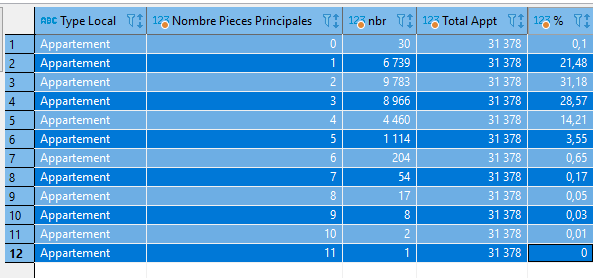 ABC Type Local 123 Nombre Pieces Principales 123 nbr 123 Total Appt 123 %
1 Appartement 0 30 31 378 0,1
2 Appartement 1 6 739 31 378 21,48
3 Appartement 2 9 783 31 378 31,18
4 Appartement 3 8 966 31 378 28,57
5 Appartement 4 4 460 31 378 14,21
6 Appartement 5 1 114 31 378 3,55
7 Appartement 6 204 31 378 0,65
8 Appartement 7 54 31 378 0,17
9 Appartement 8 17 31 378 0,05
10 Appartement 9 8 31 378 0,03
11 Appartement 10 2 31 378 0,01
12 Appartement 11 1 31 378 0